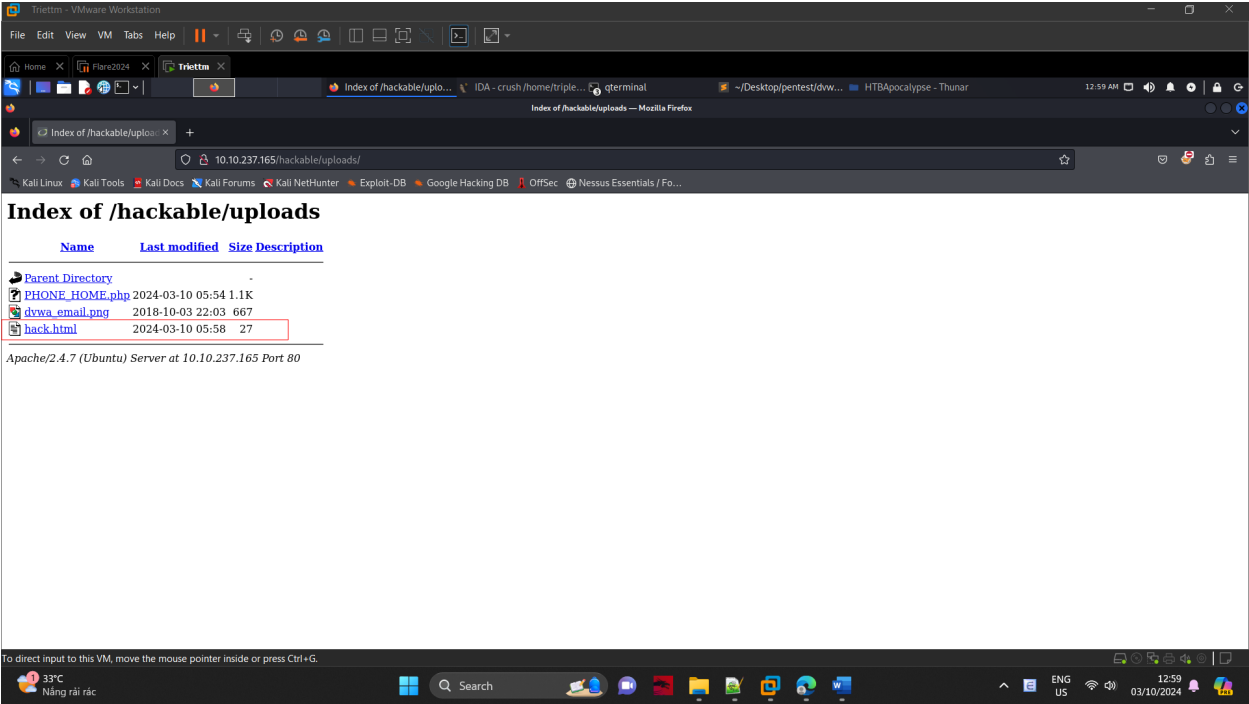 Triettm - VMware Workstation
File Edit View VM Tabs Help
Home Flare2024 Triettm
Index of /hackable/uplo... IDA - crush /home/triple... qterminal ~/Desktop/pentest/dvw... HTBApocalypse - Thunar 12:59 AM
Index of /hackable/uploads — Mozilla Firefox
Index of /hackable/upload
10.10.237.165/hackable/uploads/
Kali Linux Kali Tools Kali Docs Kali Forums Kali NetHunter Exploit-DB Google Hacking DB OffSec Nessus Essentials / Fo...
Index of /hackable/uploads
Name Last modified Size Description
Parent Directory -
PHONE_HOME.php 2024-03-10 05:54 1.1K
dvwa_email.png 2018-10-03 22:03 667
hack.html 2024-03-10 05:58 27
Apache/2.4.7 (Ubuntu) Server at 10.10.237.165 Port 80
To direct input to this VM, move the mouse pointer inside or press Ctrl+G.
1 33°C
Nắng rải rác
Search
ENG
US
12:59
03/10/2024